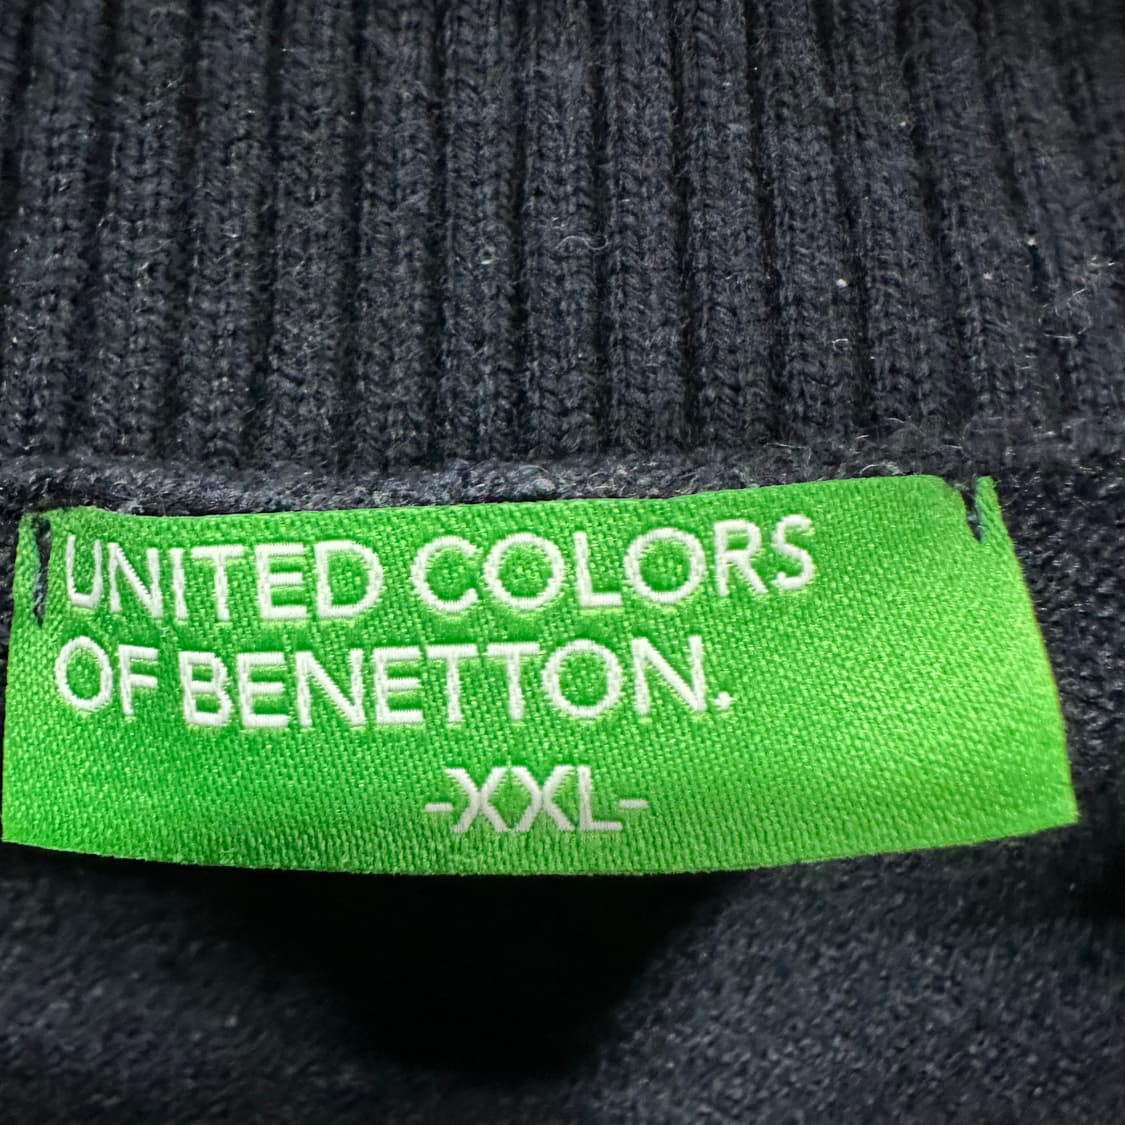 UNITED COLORS
OF BENETTON.
-XXL-